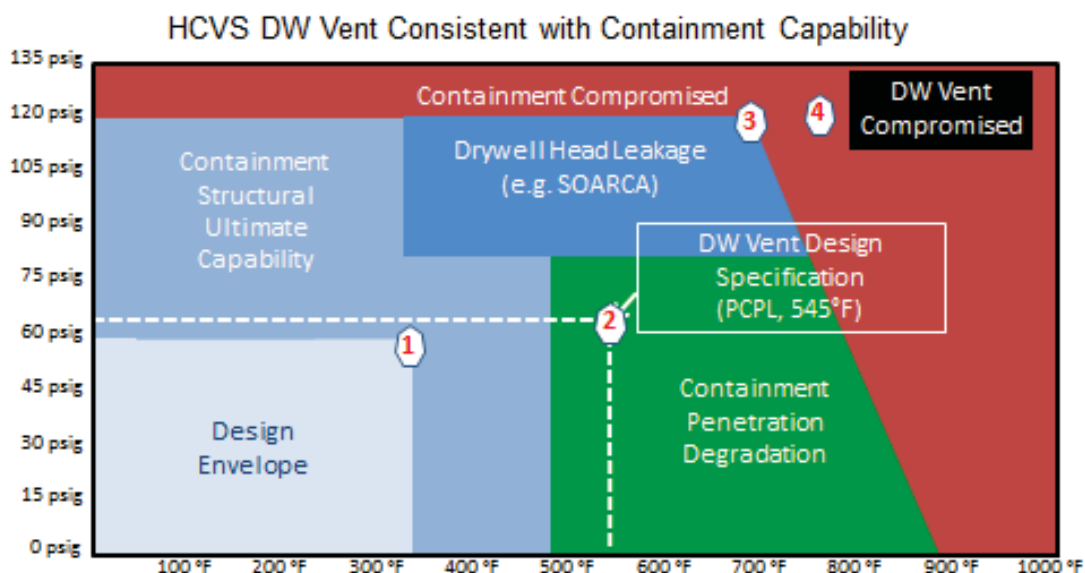 HCVS DW Vent Consistent with Containment Capability
135 psig
120 psig
105 psig
90 psig
75 psig
60 psig
45 psig
30 psig
15 psig
0 psig
Containment Compromised
3
4
DW Vent
Compromised
Containment
Structural
Ultimate
Capability
Drywell Head Leakage
(e.g. SOARCA)
DW Vent Design
Specification
(PCPL, 545°F)
1
2
Design
Envelope
Containment
Penetration
Degradation
100 °F
200 °F
300 °F
400 °F
500 °F
600 °F
700 °F
800 °F
900 °F
1000 °F